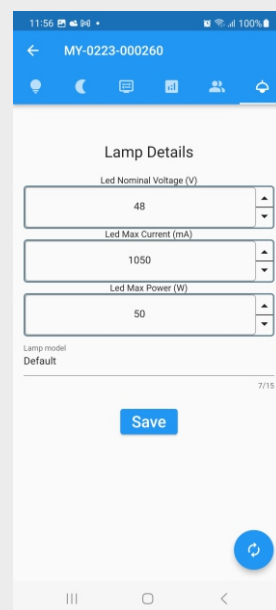 11:56 100%
MY-0223-000260
Lamp Details
Led Nominal Voltage (V)
48
Led Max Current (mA)
1050
Led Max Power (W)
50
Lamp model
Default
7/15
Save